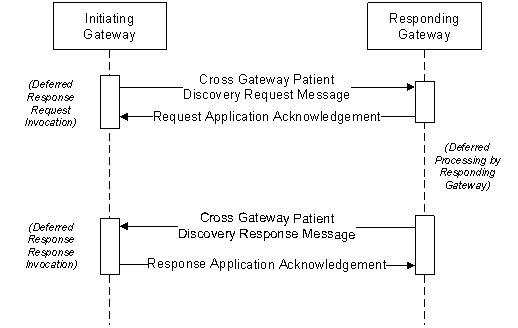 Initiating
Gateway
Responding
Gateway
(Deferred
Response
Request
Invocation)
Cross Gateway Patient
Discovery Request Message
Request Application Acknowledgement
(Deferred
Processing by
Responding
Gateway)
(Deferred
Response
Response
Invocation)
Cross Gateway Patient
Discovery Response Message
Response Application Acknowledgement